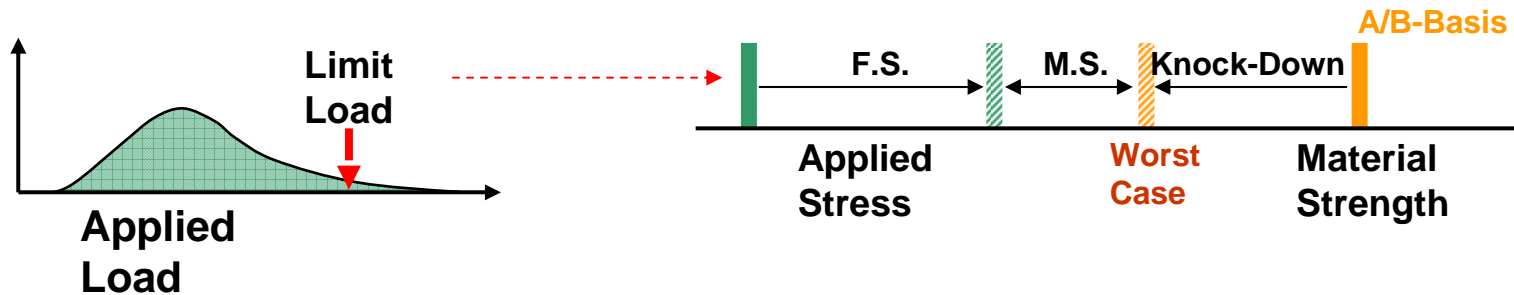 Limit
Load
Applied
Load
A/B-Basis
F.S.
M.S.
Knock-Down
Applied
Stress
Worst
Case
Material
Strength